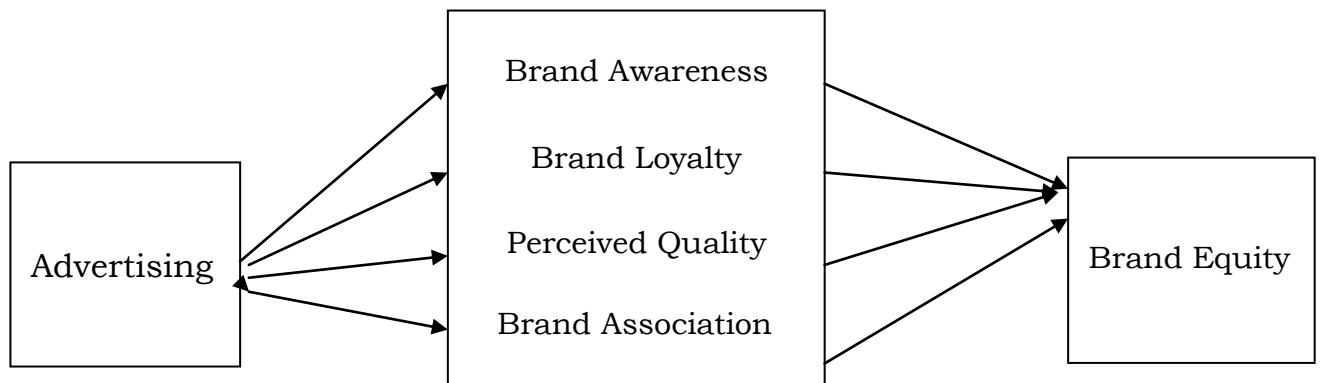 Brand Awareness
Brand Loyalty
Perceived Quality
Brand Association
Advertising
Brand Equity